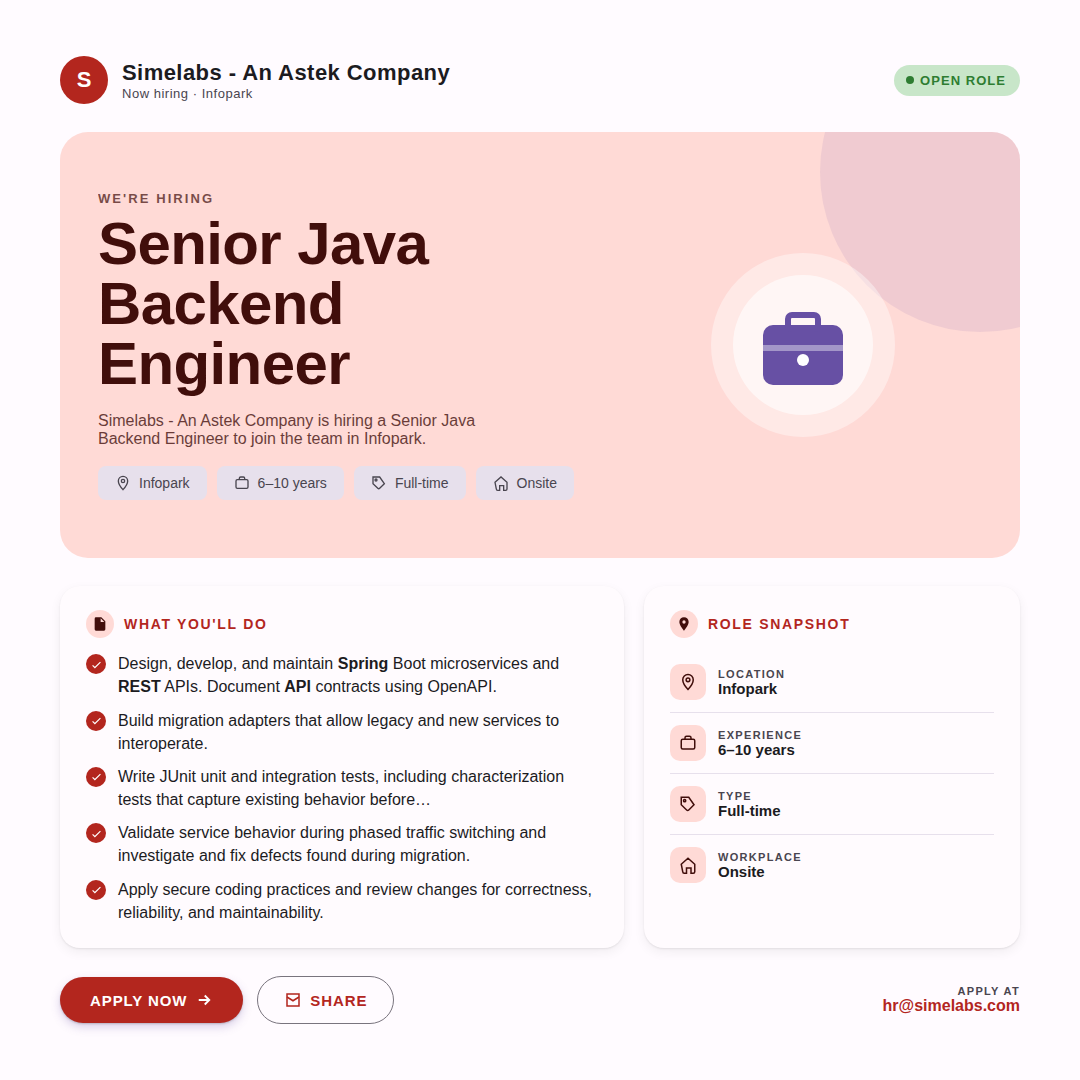 S
Simelabs - An Astek Company
Now hiring · Infopark
OPEN ROLE
WE'RE HIRING
Senior Java
Backend
Engineer
Simelabs - An Astek Company is hiring a Senior Java
Backend Engineer to join the team in Infopark.
Infopark
6–10 years
Full-time
Onsite
WHAT YOU'LL DO
Design, develop, and maintain Spring Boot microservices and
REST APIs. Document API contracts using OpenAPI.
Build migration adapters that allow legacy and new services to
interoperate.
Write JUnit unit and integration tests, including characterization
tests that capture existing behavior before…
Validate service behavior during phased traffic switching and
investigate and fix defects found during migration.
Apply secure coding practices and review changes for correctness,
reliability, and maintainability.
ROLE SNAPSHOT
LOCATION
Infopark
EXPERIENCE
6–10 years
TYPE
Full-time
WORKPLACE
Onsite
APPLY NOW
SHARE
APPLY AT
hr@simelabs.com